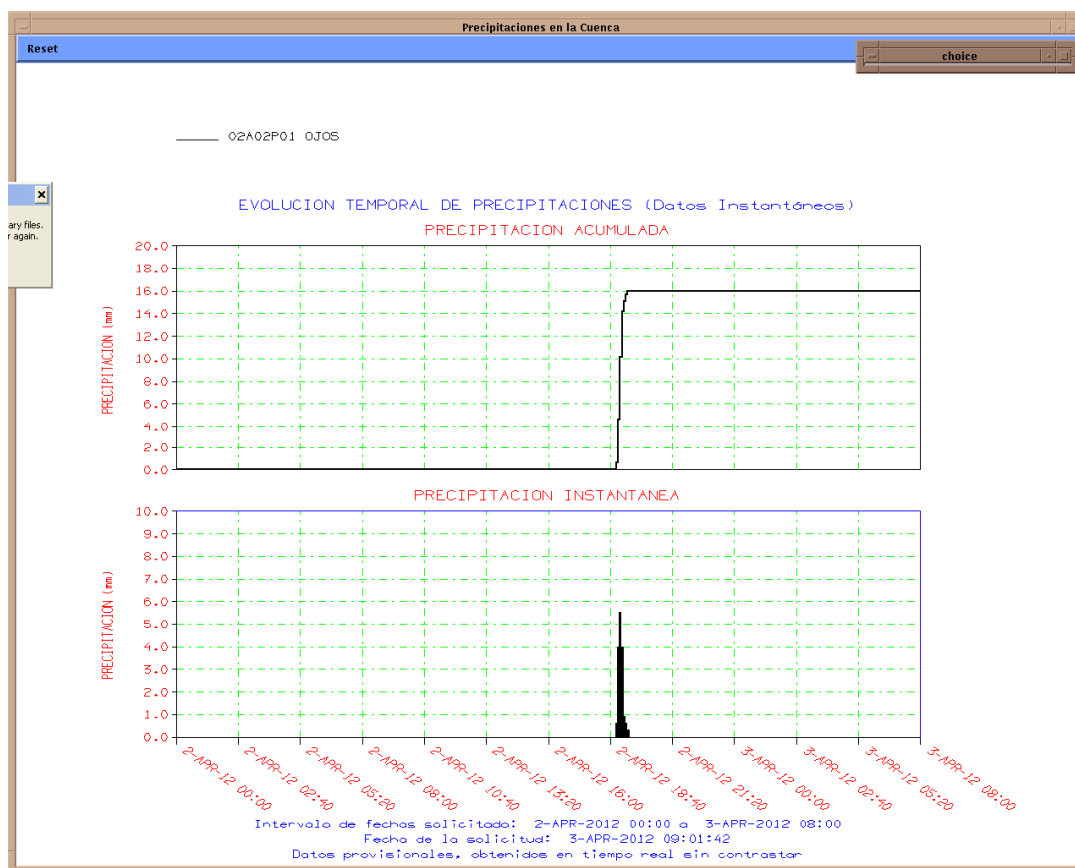 Precipitaciones en la Cuenca
Reset
choice
02A02P01 OJOS
ary files.
r again.
EVOLUCION TEMPORAL DE PRECIPITACIONES (Datos Instantáneos)
PRECIPITACION ACUMULADA
20.0
18.0
16.0
14.0
12.0
10.0
8.0
6.0
4.0
2.0
0.0
PRECIPITACION (mm)
PRECIPITACION INSTANTANEA
10.0
9.0
8.0
7.0
6.0
5.0
4.0
3.0
2.0
1.0
0.0
PRECIPITACION (mm)
2-APR-12 00:00
2-APR-12 02:40
2-APR-12 05:20
2-APR-12 08:00
2-APR-12 10:40
2-APR-12 13:20
2-APR-12 16:00
2-APR-12 18:40
2-APR-12 21:20
3-APR-12 00:00
3-APR-12 02:40
3-APR-12 05:20
3-APR-12 08:00
Intervalo de fechas solicitado: 2-APR-2012 00:00 a 3-APR-2012 08:00
Fecha de la solicitud: 3-APR-2012 09:01:42
Datos provisionales, obtenidos en tiempo real sin contrastar